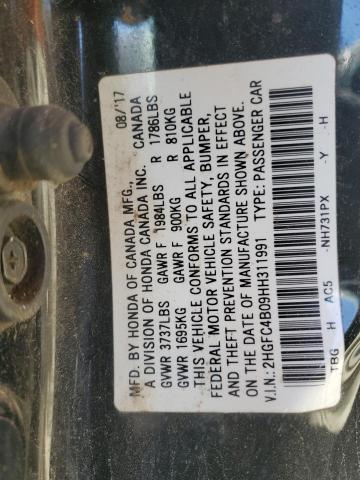 MFD. BY HONDA OF CANADA MFG., 08/'17
A DIVISION OF HONDA CANADA INC. CANADA
GVWR 3737LBS GAWR F 1984LBS R 1786LBS
GVWR 1695KG GAWR F 900KG R 810KG
THIS VEHICLE CONFORMS TO ALL APPLICABLE
FEDERAL MOTOR VEHICLE SAFETY, BUMPER,
AND THEFT PREVENTION STANDARDS IN EFFECT
ON THE DATE OF MANUFACTURE SHOWN ABOVE.
V.I.N.: 2HGFC4B09HH311991 TYPE: PASSENGER CAR
TBG H AC5 -NH731PX -Y -H